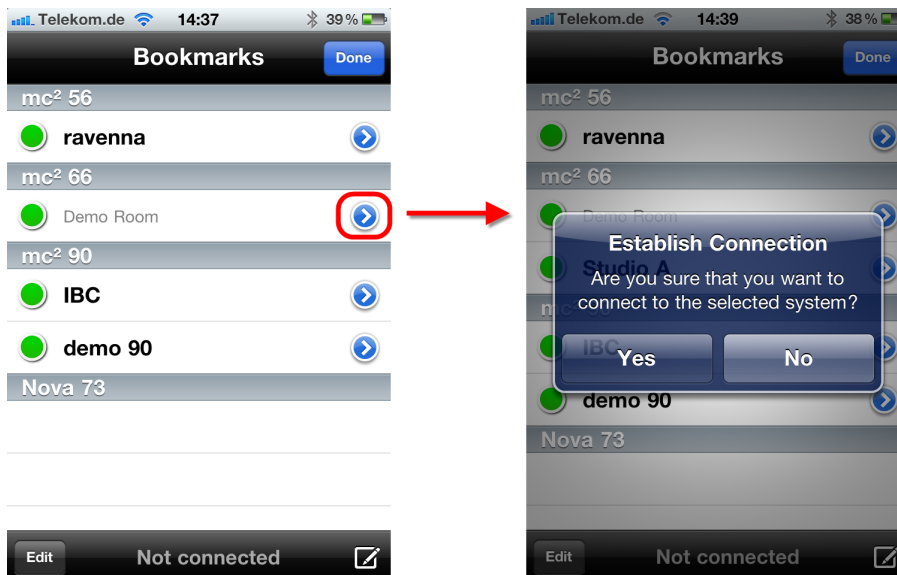 Telekom.de 14:37 39 %
Bookmarks
Done
mc² 56
ravenna
mc² 66
Demo Room
mc² 90
IBC
demo 90
Nova 73
Edit
Not connected
Telekom.de 14:39 38 %
Bookmarks
Done
mc² 56
ravenna
mc² 66
Demo Room
Establish Connection
Studio A
Are you sure that you want to
connect to the selected system?
IBC
Yes
No
demo 90
Nova 73
Edit
Not connected